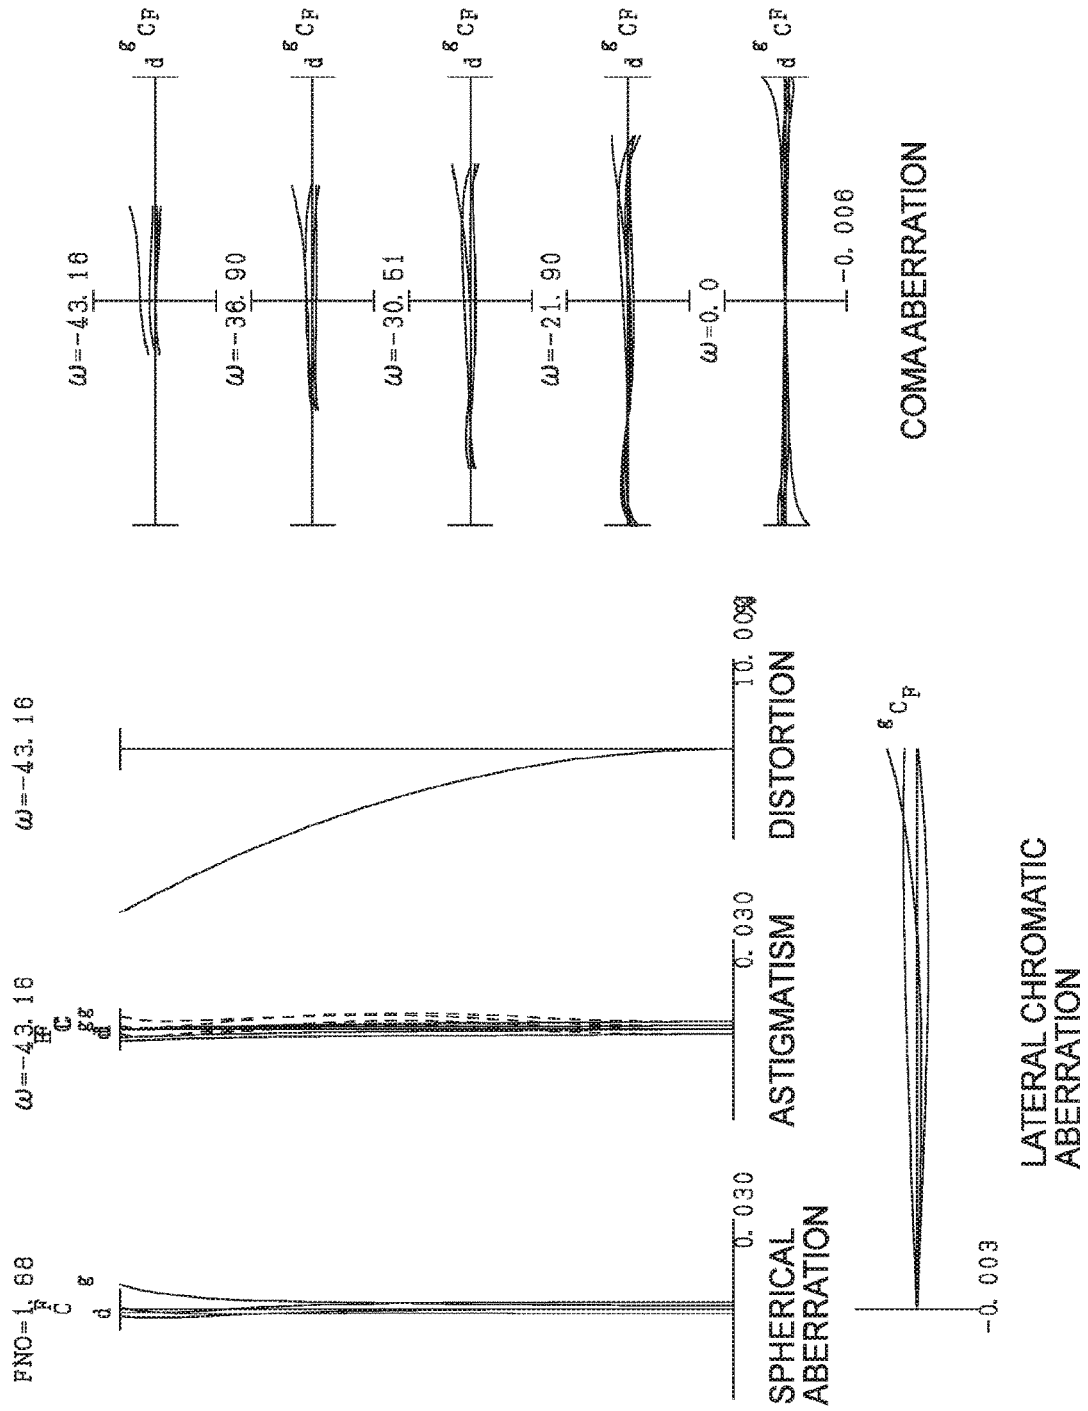 FNO=1.68
F
C
d
g
0.030
SPHERICAL
ABERRATION
ω=-43.16
F
C
d
g g
0.030
ASTIGMATISM
ω=-43.16
10.00%
DISTORTION
-0.003
g
C
F
LATERAL CHROMATIC
ABERRATION
ω=-43.16
d g C F
ω=-36.90
d g C F
ω=-30.51
d g C F
ω=-21.90
d g C F
ω=0.0
d g C F
-0.006
COMA ABERRATION